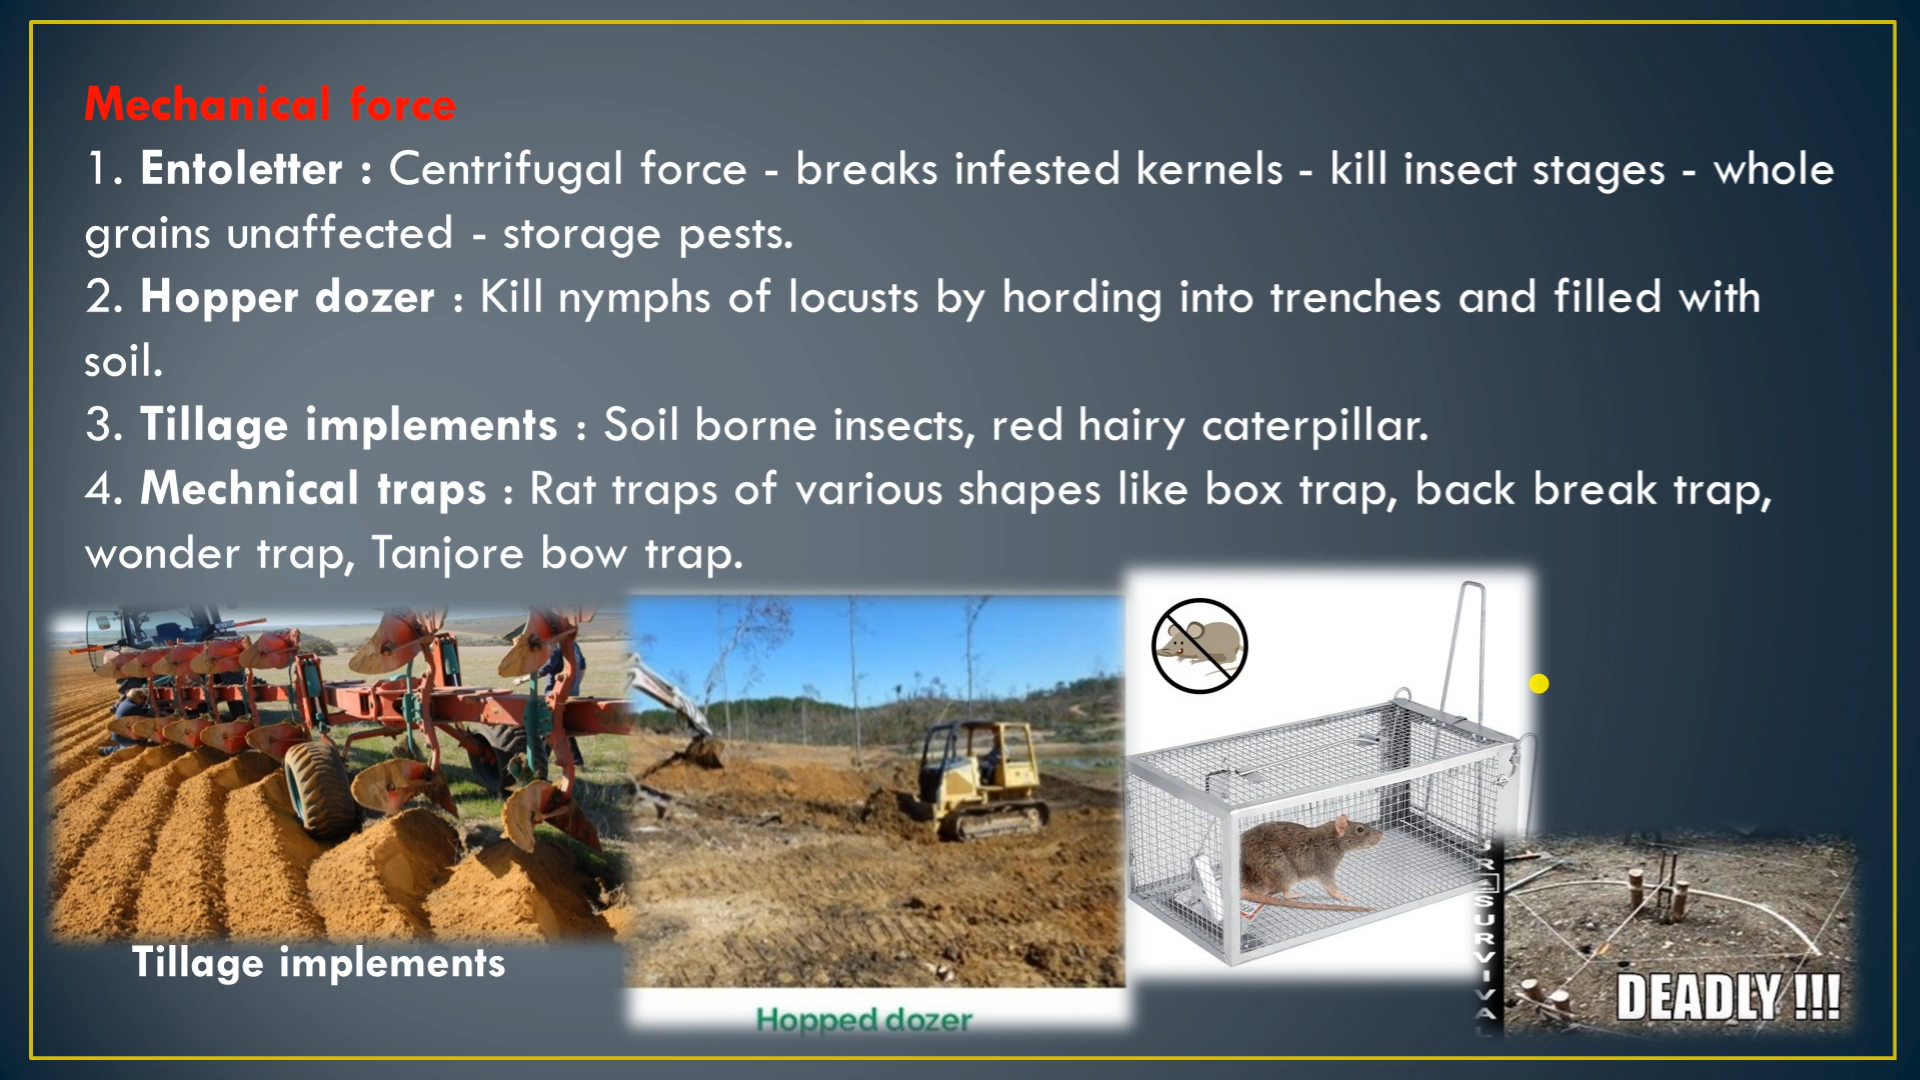 Mechanical force
1. Entoletter : Centrifugal force - breaks infested kernels - kill insect stages - whole
grains unaffected - storage pests.
2. Hopper dozer : Kill nymphs of locusts by hording into trenches and filled with
soil.
3. Tillage implements : Soil borne insects, red hairy caterpillar.
4. Mechnical traps : Rat traps of various shapes like box trap, back break trap,
wonder trap, Tanjore bow trap.
Tillage implements
Hopped dozer
SURVIVAL
DEADLY !!!